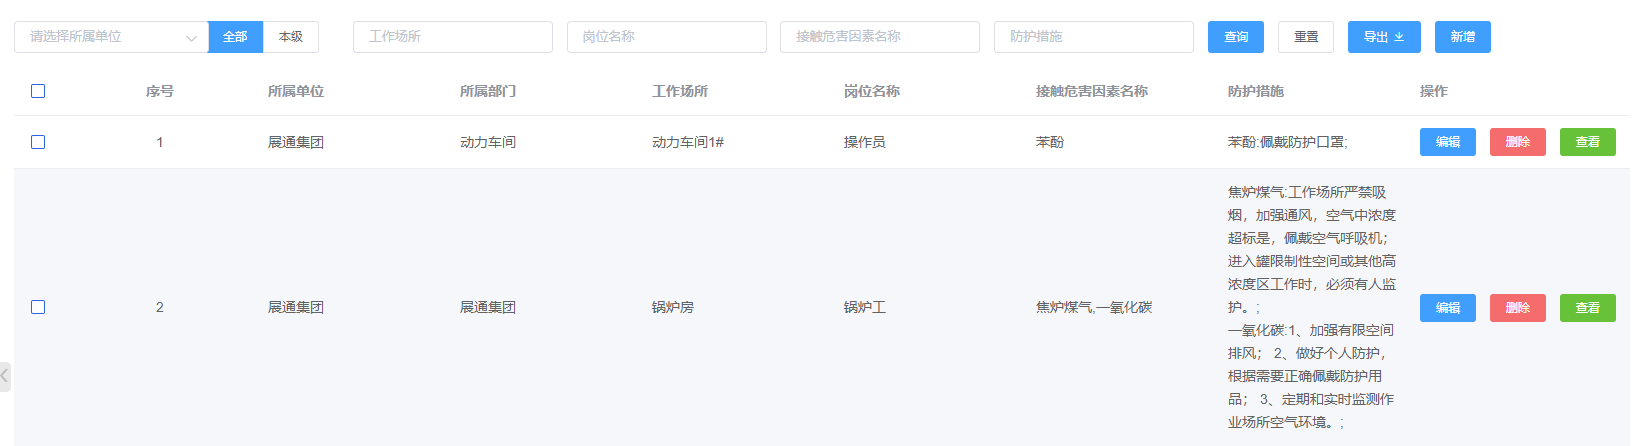 请选择所属单位 全部 本级 工作场所 岗位名称 接触危害因素名称 防护措施 查询 重置 导出 新增
序号 所属单位 所属部门 工作场所 岗位名称 接触危害因素名称 防护措施 操作
1 展通集团 动力车间 动力车间1# 操作员 苯酚 苯酚:佩戴防护口罩; 编辑 删除 查看
2 展通集团 展通集团 锅炉房 锅炉工 焦炉煤气,一氧化碳
焦炉煤气:工作场所严禁吸
烟，加强通风，空气中浓度
超标是，佩戴空气呼吸机；
进入罐限制性空间或其他高
浓度区工作时，必须有人监
护。;
一氧化碳:1、加强有限空间
排风； 2、做好个人防护，
根据需要正确佩戴防护用
品； 3、定期和实时监测作
业场所空气环境。;
编辑 删除 查看